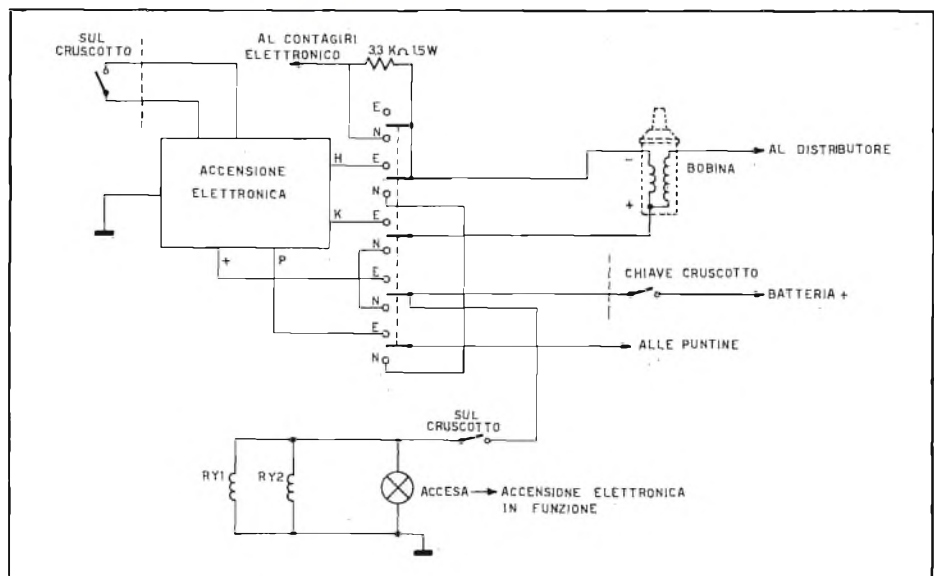 SUL
CRUSCOTTO
AL CONTAGIRI
ELETTRONICO
3,3 KΩ 1,5W
E
N
E
N
E
N
E
N
E
N
ACCENSIONE
ELETTRONICA
H
K
+
P
-
+
BOBINA
AL DISTRIBUTORE
CHIAVE CRUSCOTTO
BATTERIA +
ALLE PUNTINE
SUL
CRUSCOTTO
RY1
RY2
ACCESA → ACCENSIONE ELETTRONICA
IN FUNZIONE